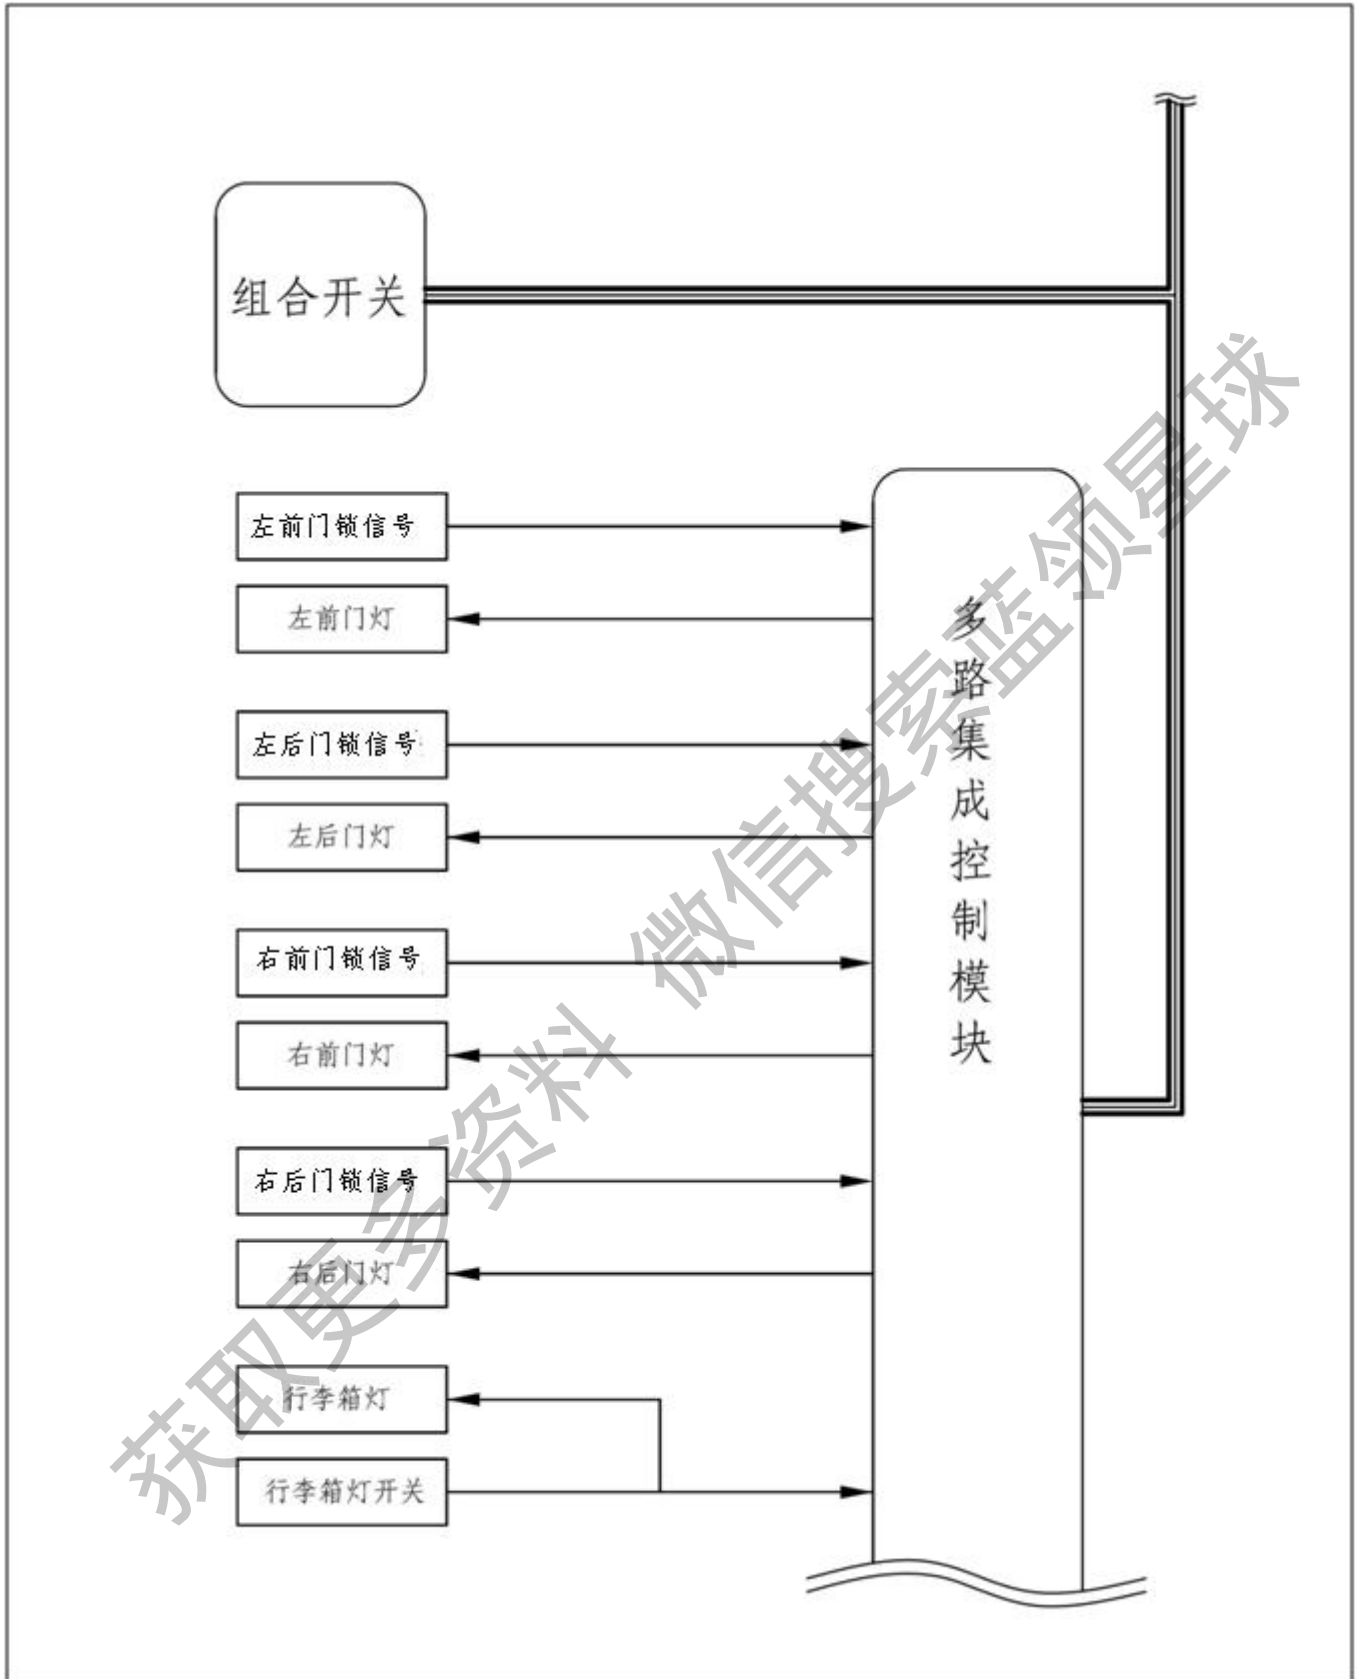 组合开关
左前门锁信号
左前门灯
左后门锁信号
左后门灯
右前门锁信号
右前门灯
右后门锁信号
右后门灯
行李箱灯
行李箱灯开关
多路集成控制模块
获取更多资料 微信搜索蓝领星球